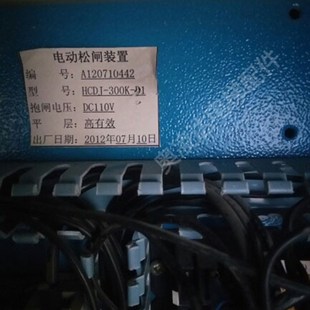 电动松闸装置
编　　号: A120710442
型　　号: HCDJ-300K-01
抱闸电压: DC110V
平　　层: 高有效
出厂日期: 2012年07月10日